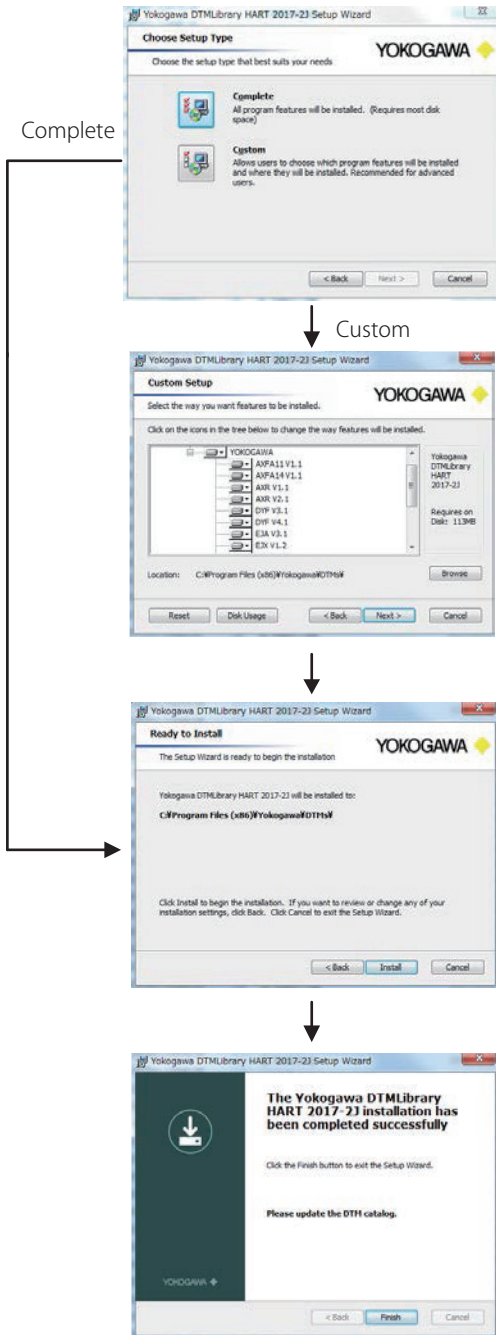 Yokogawa DTMLibrary HART 2017-2J Setup Wizard
Choose Setup Type
YOKOGAWA
Choose the setup type that best suits your needs
Complete
Complete
All program features will be installed. (Requires most disk
space)
Custom
Allows users to choose which program features will be installed
and where they will be installed. Recommended for advanced
users.
< Back
Next >
Cancel
Custom
Yokogawa DTMLibrary HART 2017-2J Setup Wizard
Custom Setup
YOKOGAWA
Select the way you want features to be installed.
Click on the icons in the tree below to change the way features will be installed.
YOKOGAWA
AXFA11 V1.1
AXFA14 V1.1
AXR V1.1
AXR V2.1
DYF V3.1
DYF V4.1
EJA V3.1
EJX V1.2
Yokogawa
DTMLibrary
HART
2017-2J
Requires on
Disk: 113MB
Location: C:¥Program Files (x86)¥Yokogawa¥DTMs¥
Browse
Reset
Disk Usage
< Back
Next >
Cancel
Yokogawa DTMLibrary HART 2017-2J Setup Wizard
Ready to Install
YOKOGAWA
The Setup Wizard is ready to begin the installation
Yokogawa DTMLibrary HART 2017-2J will be installed to:
C:¥Program Files (x86)¥Yokogawa¥DTMs¥
Click Install to begin the installation. If you want to review or change any of your
installation settings, click Back. Click Cancel to exit the Setup Wizard.
< Back
Install
Cancel
Yokogawa DTMLibrary HART 2017-2J Setup Wizard
The Yokogawa DTMLibrary
HART 2017-2J installation has
been completed successfully
Click the Finish button to exit the Setup Wizard.
Please update the DTM catalog.
YOKOGAWA
< Back
Finish
Cancel